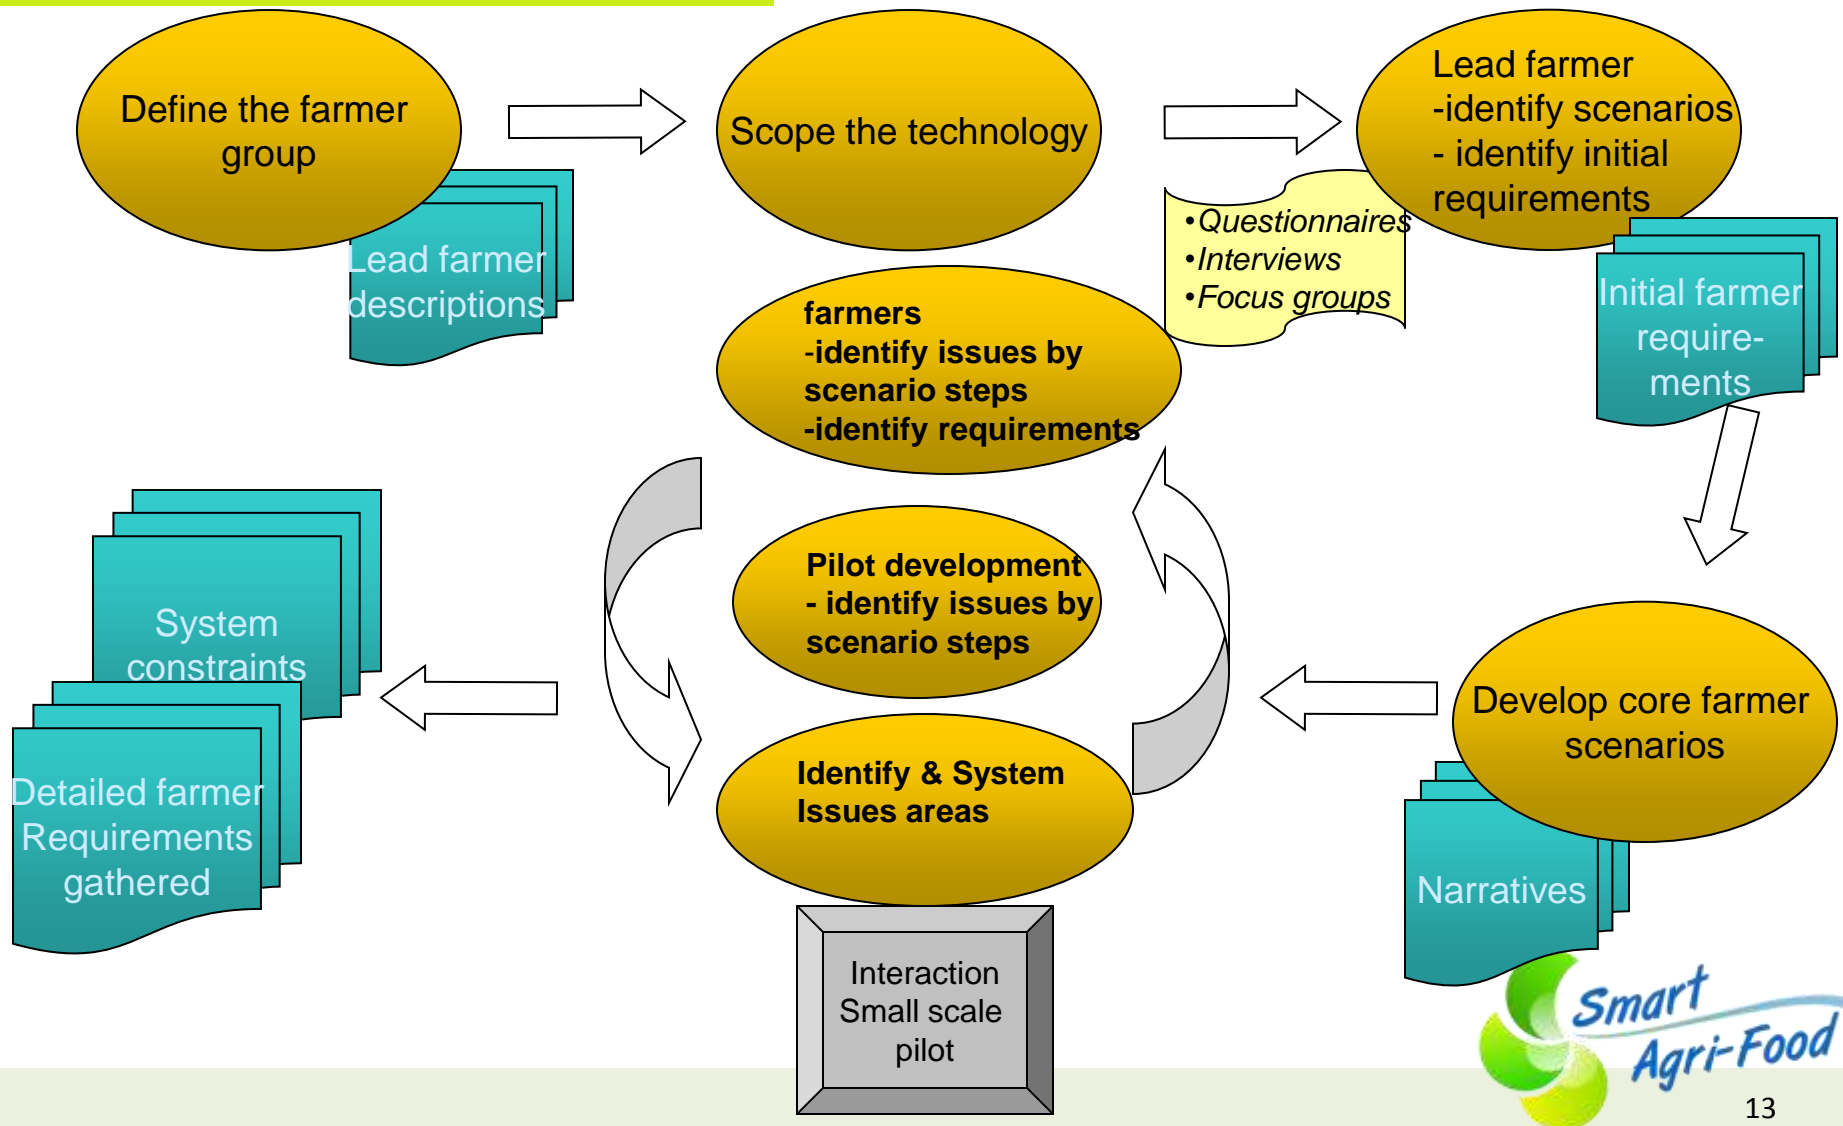 Define the farmer
group
Scope the technology
Lead farmer
-identify scenarios
- identify initial
requirements
Lead farmer
descriptions
•Questionnaires
•Interviews
•Focus groups
Initial farmer
require-
ments
farmers
-identify issues by
scenario steps
-identify requirements
Pilot development
- identify issues by
scenario steps
System
constraints
Develop core farmer
scenarios
Identify & System
Issues areas
Detailed farmer
Requirements
gathered
Narratives
Interaction
Small scale
pilot
Smart
Agri-Food
13